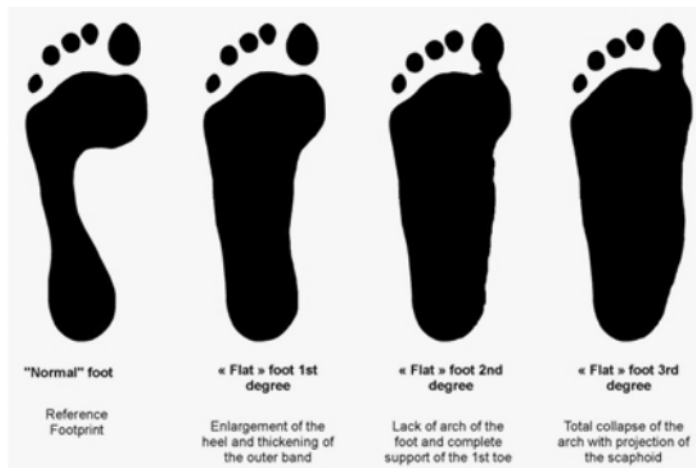 "Normal" foot
Reference
Footprint
« Flat » foot 1st
degree
Enlargement of the
heel and thickening of
the outer band
« Flat » foot 2nd
degree
Lack of arch of the
foot and complete
support of the 1st toe
« Flat » foot 3rd
degree
Total collapse of the
arch with projection of
the scaphoid